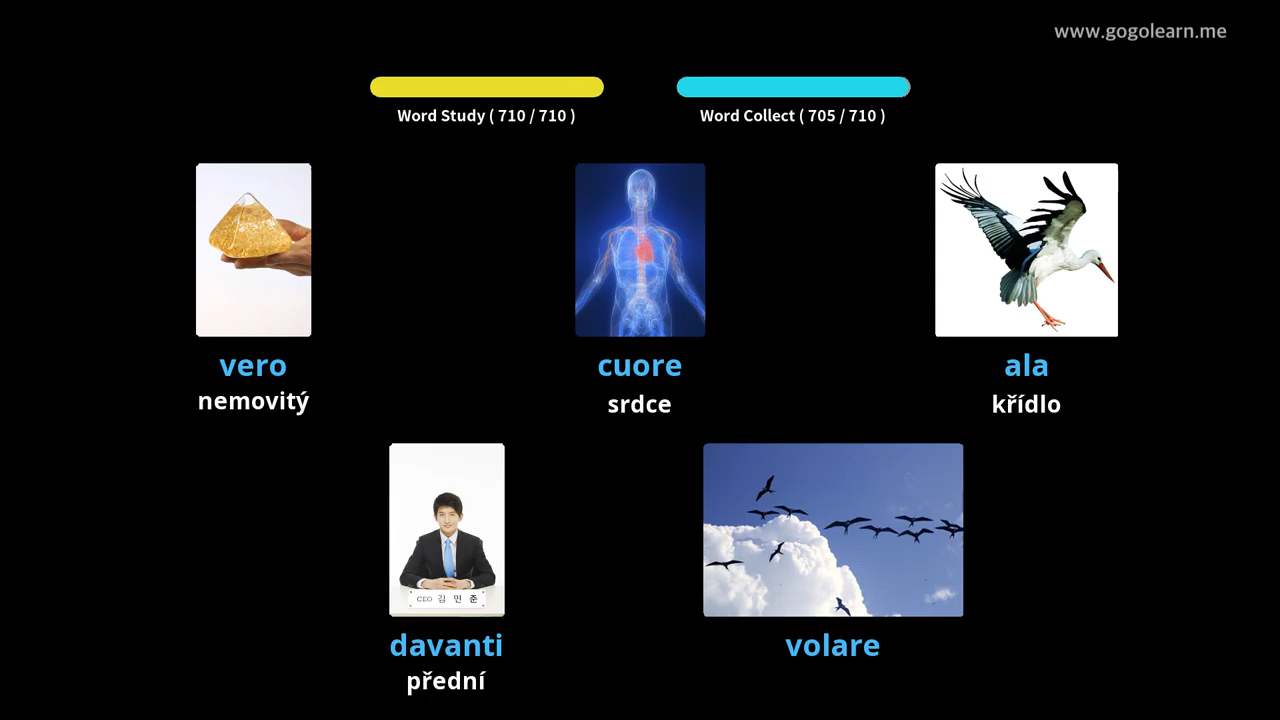 www.gogolearn.me
Word Study ( 710 / 710 )
Word Collect ( 705 / 710 )
vero
nemovitý
cuore
srdce
ala
křídlo
CEO 김 민 준
davanti
přední
volare